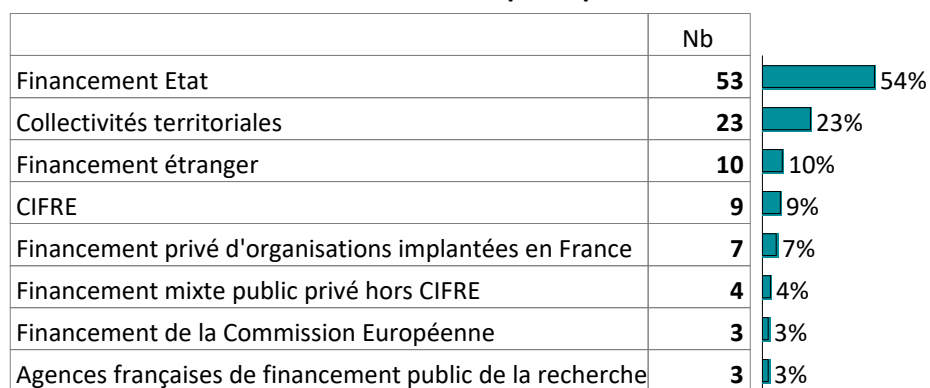 Nb
Financement Etat 53 54%
Collectivités territoriales 23 23%
Financement étranger 10 10%
CIFRE 9 9%
Financement privé d'organisations implantées en France 7 7%
Financement mixte public privé hors CIFRE 4 4%
Financement de la Commission Européenne 3 3%
Agences françaises de financement public de la recherche 3 3%